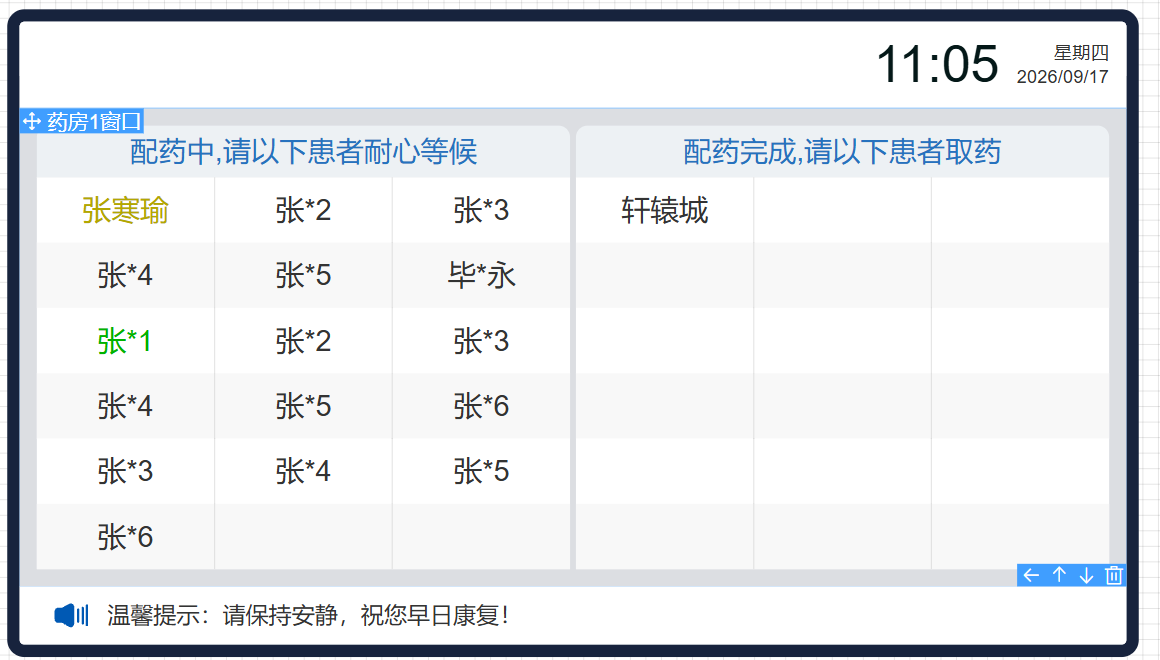 11:05
星期四
2026/09/17
药房1窗口
配药中,请以下患者耐心等候
配药完成,请以下患者取药
张寒瑜 张*2 张*3 轩辕城
张*4 张*5 毕*永
张*1 张*2 张*3
张*4 张*5 张*6
张*3 张*4 张*5
张*6
温馨提示：请保持安静，祝您早日康复！